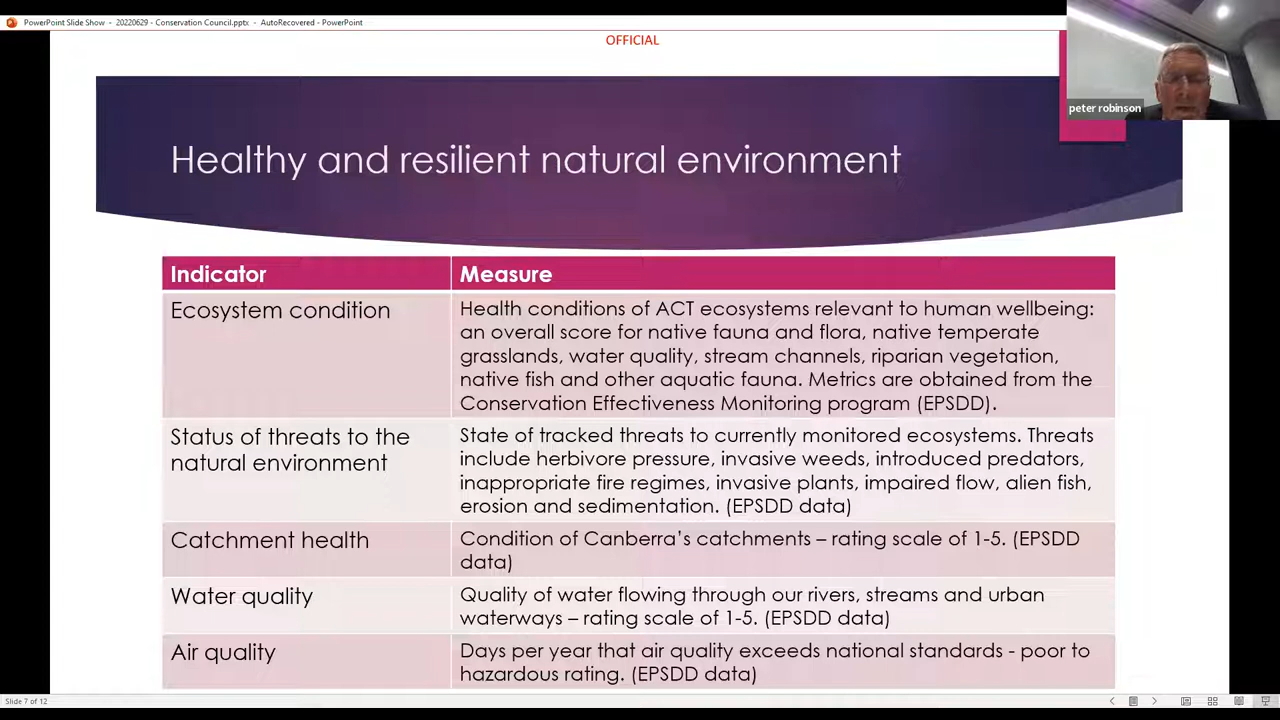 PowerPoint Slide Show - 20220629 - Conservation Council.pptx - AutoRecovered - PowerPoint
OFFICIAL
peter robinson
Healthy and resilient natural environment
Indicator
Measure
Ecosystem condition
Health conditions of ACT ecosystems relevant to human wellbeing:
an overall score for native fauna and flora, native temperate
grasslands, water quality, stream channels, riparian vegetation,
native fish and other aquatic fauna. Metrics are obtained from the
Conservation Effectiveness Monitoring program (EPSDD).
Status of threats to the
natural environment
State of tracked threats to currently monitored ecosystems. Threats
include herbivore pressure, invasive weeds, introduced predators,
inappropriate fire regimes, invasive plants, impaired flow, alien fish,
erosion and sedimentation. (EPSDD data)
Catchment health
Condition of Canberra's catchments – rating scale of 1-5. (EPSDD
data)
Water quality
Quality of water flowing through our rivers, streams and urban
waterways – rating scale of 1-5. (EPSDD data)
Air quality
Days per year that air quality exceeds national standards - poor to
hazardous rating. (EPSDD data)
Slide 7 of 12